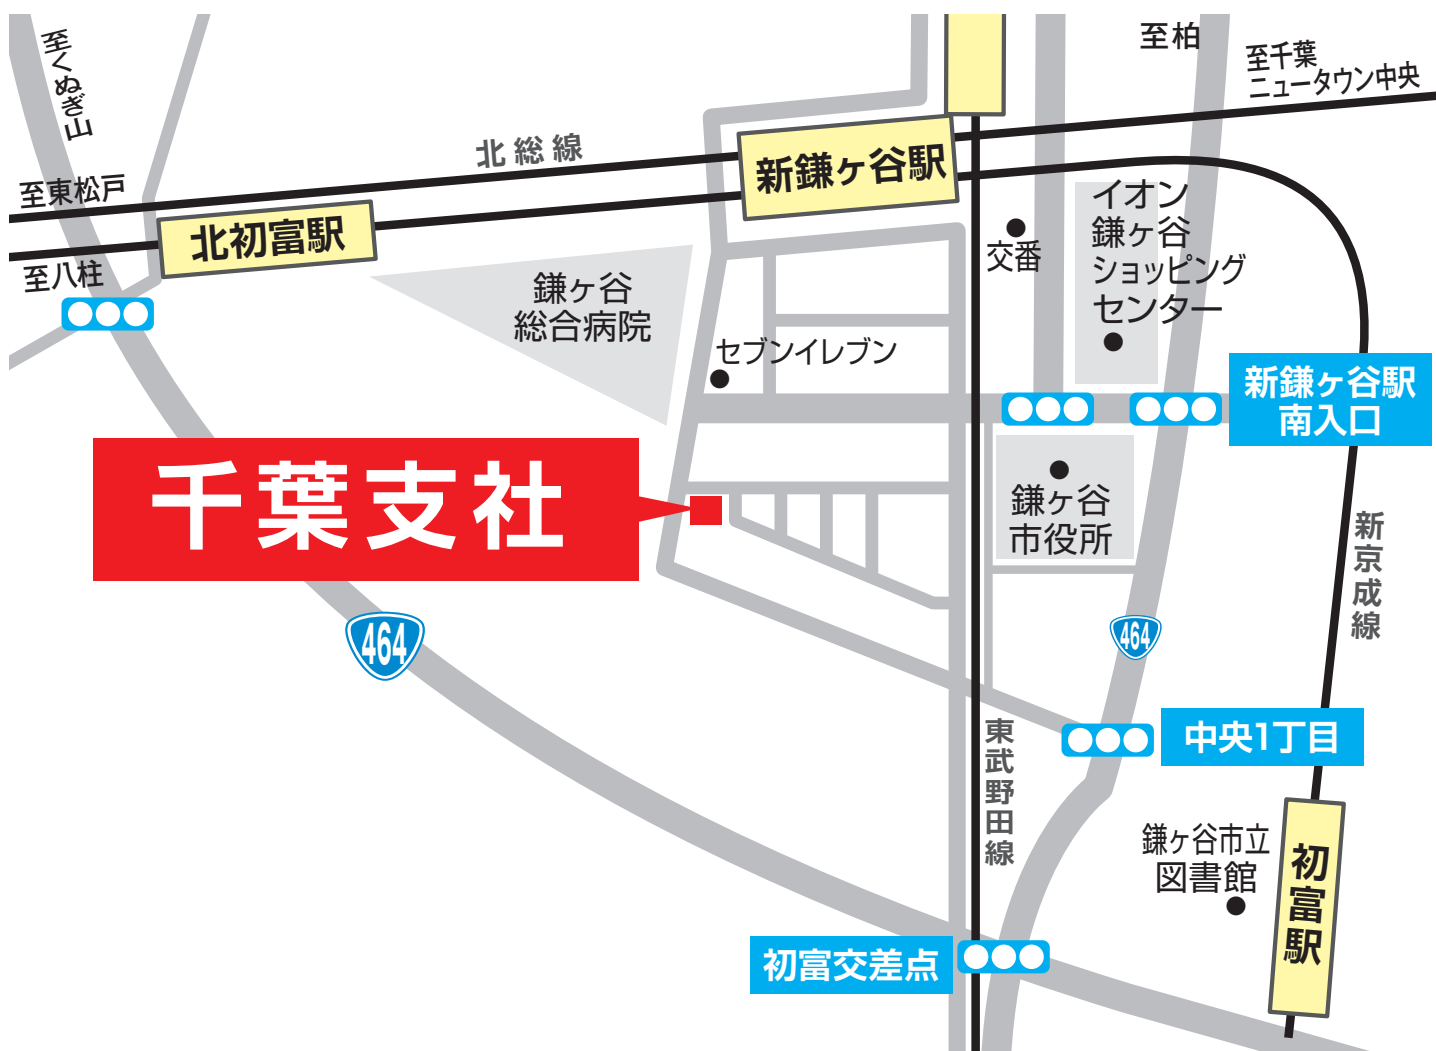 至くぬぎ山
至柏
至千葉
ニュータウン中央
北総線
新鎌ヶ谷駅
至東松戸
北初富駅
至八柱
イオン
鎌ヶ谷
ショッピング
センター
交番
鎌ヶ谷
総合病院
セブンイレブン
新鎌ヶ谷駅
南入口
千葉支社
鎌ヶ谷
市役所
新京成線
464
464
東武野田線
中央1丁目
鎌ヶ谷市立
図書館
初富駅
初富交差点